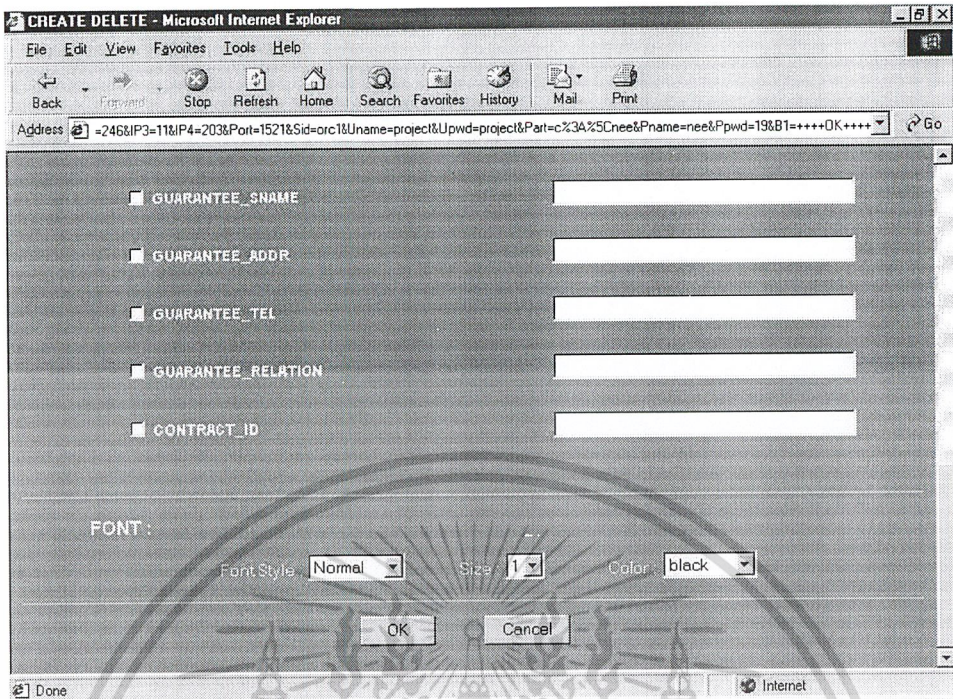 CREATE DELETE - Microsoft Internet Explorer
File Edit View Favorites Tools Help
Back Forward Stop Refresh Home Search Favorites History Mail Print
Address =246&IP3=11&IP4=203&Port=1521&Sid=orc1&Uname=project&Upwd=project&Part=c%3A%5Cnee&Pname=nee&Ppwd=19&B1=++++OK++++ Go
GUARANTEE_SNAME
GUARANTEE_ADDR
GUARANTEE_TEL
GUARANTEE_RELATION
CONTRACT_ID
FONT :
Font Style : Normal Size : 1 Color : black
OK Cancel
Done Internet